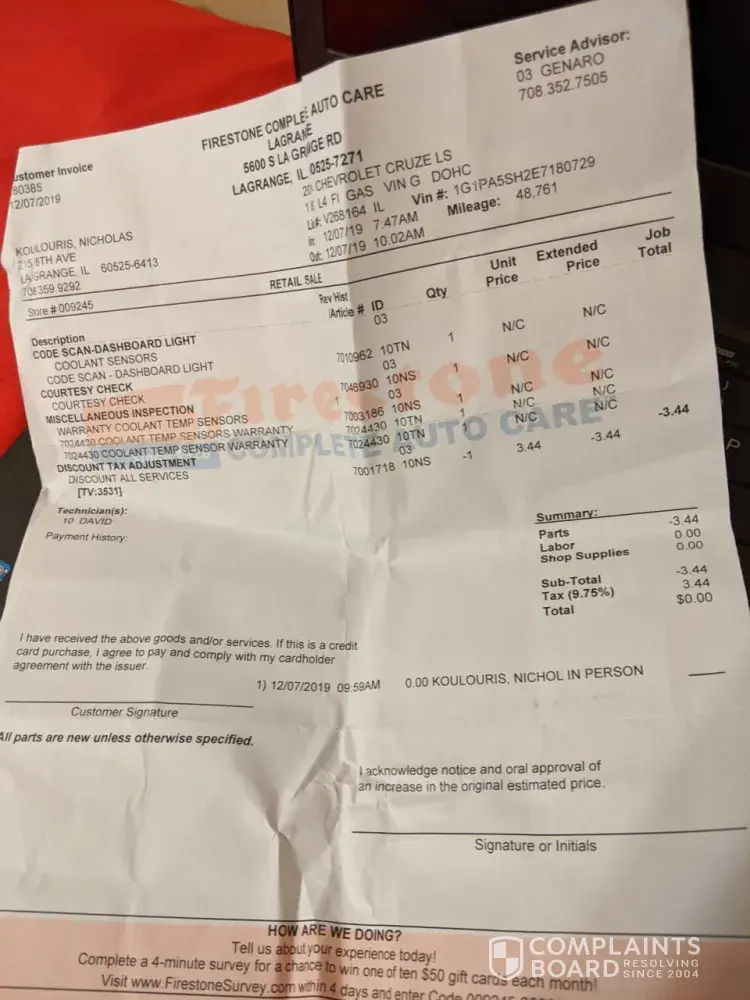 Service Advisor:
03 GENARO
708.352.7505
FIRESTONE COMPLE AUTO CARE
LAGRANE
5600 S LA GRNGE RD
LAGRANGE, IL 0525-7271
ustomer Invoice
80385
12/07/2019
20 CHEVROLET CRUZE LS
1.8 L4 FI GAS VIN G DOHC
Lic#: V268164 IL Vin #: 1G1PA5SH2E7180729
In: 12/07/19 7:47AM Mileage: 48,761
Out: 12/07/19 10:02AM
KOULOURIS, NICHOLAS
215 8TH AVE
LA GRANGE, IL 60525-6413
708.359.9292
Store # 009245
RETAIL SALE
Rev Hist
/Article # ID Qty Unit Price Extended Price Job Total
Description
03
CODE SCAN-DASHBOARD LIGHT
COOLANT SENSORS
CODE SCAN - DASHBOARD LIGHT 7010962 10TN 1 N/C N/C
COURTESY CHECK 03
COURTESY CHECK 1 7046930 10NS 1 N/C N/C
MISCELLANEOUS INSPECTION 03
WARRANTY COOLANT TEMP SENSORS 7003186 10NS 1 N/C N/C
7024430 COOLANT TEMP SENSORS WARRANTY 7024430 10TN 1 N/C N/C
7024430 COOLANT TEMP SENSOR WARRANTY 7024430 10TN 1 N/C N/C
DISCOUNT TAX ADJUSTMENT 03 -3.44
DISCOUNT ALL SERVICES 7001718 10NS -1 3.44 -3.44
[TV:3531]
Firestone
COMPLETE AUTO CARE
Technician(s):
10 DAVID
Payment History:
Summary:
Parts -3.44
Labor 0.00
Shop Supplies 0.00
Sub-Total -3.44
Tax (9.75%) 3.44
Total $0.00
I have received the above goods and/or services. If this is a credit
card purchase, I agree to pay and comply with my cardholder
agreement with the issuer.
1) 12/07/2019 09:59AM 0.00 KOULOURIS, NICHOL IN PERSON
Customer Signature
All parts are new unless otherwise specified.
I acknowledge notice and oral approval of
an increase in the original estimated price.
Signature or Initials
HOW ARE WE DOING?
Tell us about your experience today!
Complete a 4-minute survey for a chance to win one of ten $50 gift cards each month!
Visit www.FirestoneSurvey.com within 4 days and enter Code
COMPLAINTS
BOARD RESOLVING
SINCE 2004